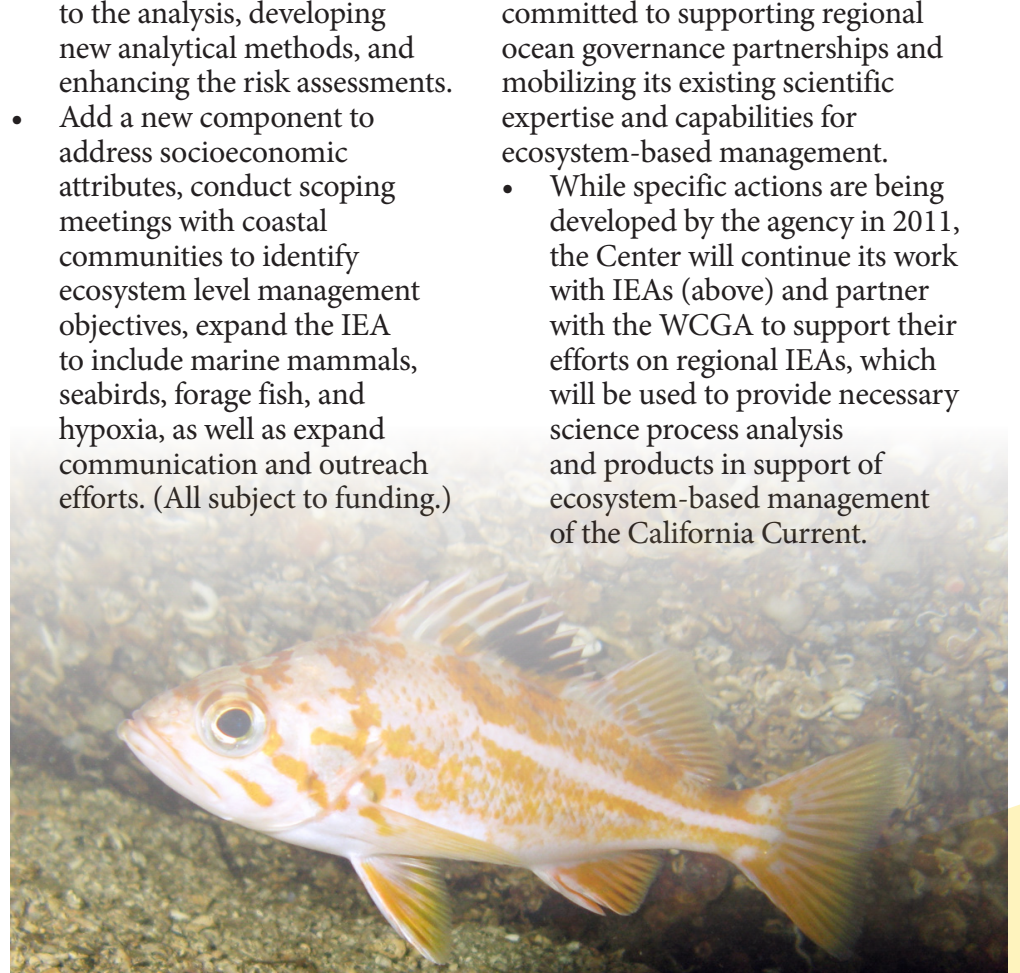 to the analysis, developing
new analytical methods, and
enhancing the risk assessments.
• Add a new component to
address socioeconomic
attributes, conduct scoping
meetings with coastal
communities to identify
ecosystem level management
objectives, expand the IEA
to include marine mammals,
seabirds, forage fish, and
hypoxia, as well as expand
communication and outreach
efforts. (All subject to funding.)
committed to supporting regional
ocean governance partnerships and
mobilizing its existing scientific
expertise and capabilities for
ecosystem-based management.
• While specific actions are being
developed by the agency in 2011,
the Center will continue its work
with IEAs (above) and partner
with the WCGA to support their
efforts on regional IEAs, which
will be used to provide necessary
science process analysis
and products in support of
ecosystem-based management
of the California Current.